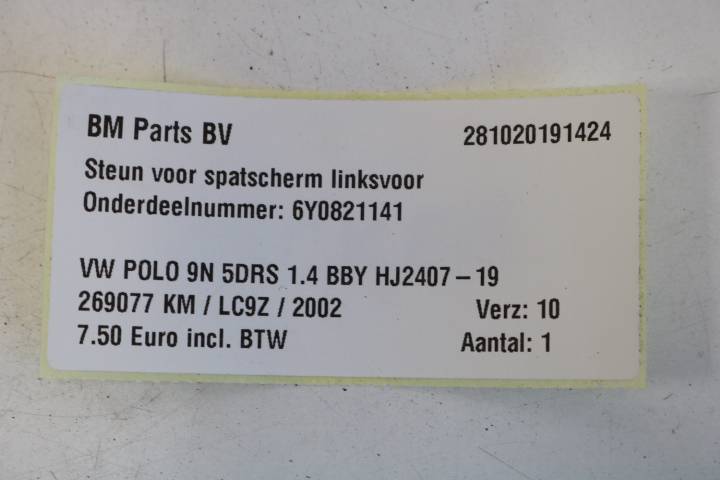 BM Parts BV 281020191424
Steun voor spatscherm linksvoor
Onderdeelnummer: 6Y0821141
VW POLO 9N 5DRS 1.4 BBY HJ2407-19
269077 KM / LC9Z / 2002 Verz: 10
7.50 Euro incl. BTW Aantal: 1